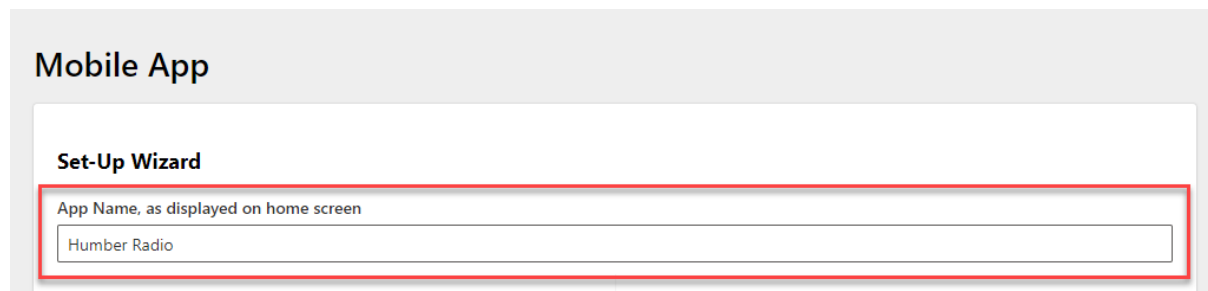 Mobile App
Set-Up Wizard
App Name, as displayed on home screen
Humber Radio